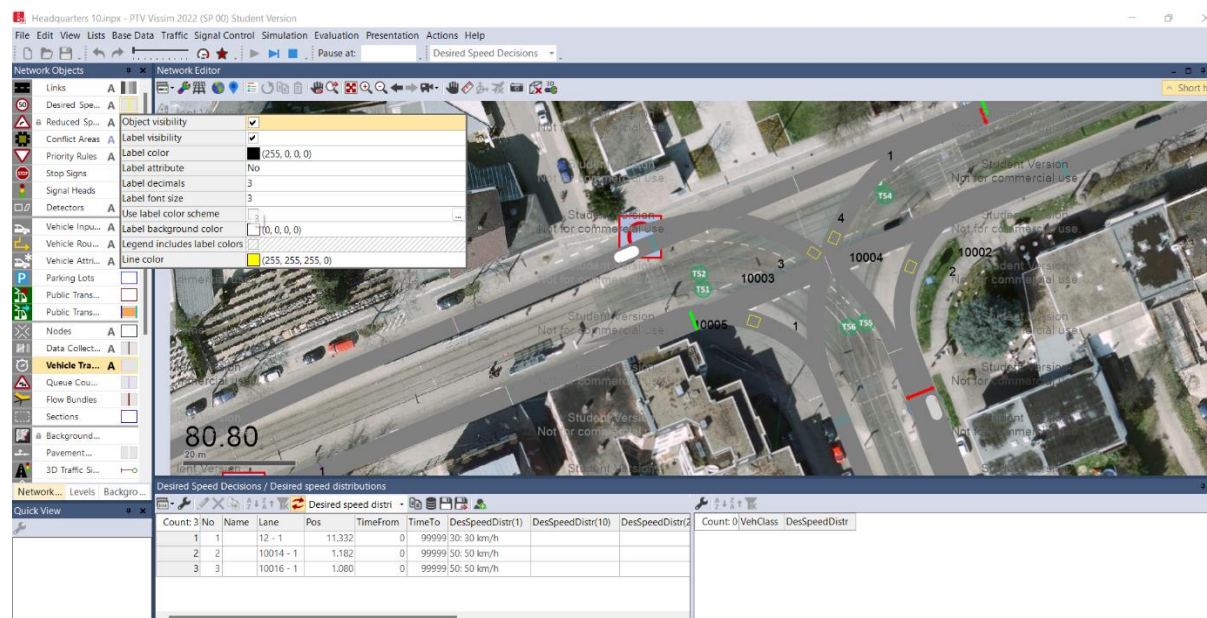 Headquarters 10.inpx - PTV Vissim 2022 (SP 00) Student Version
File Edit View Lists Base Data Traffic Signal Control Simulation Evaluation Presentation Actions Help
Pause at: Desired Speed Decisions
Network Objects
Network Editor
Short h
Links A
Desired Spe... A
Reduced Sp... A
Conflict Areas A
Priority Rules A
Stop Signs
Signal Heads
Detectors A
Vehicle Inpu... A
Vehicle Rou... A
Vehicle Attri... A
Parking Lots
Public Trans...
Public Trans...
Nodes A
Data Collect... A
Vehicle Tra... A
Queue Cou...
Flow Bundles
Sections
Background...
Pavement...
3D Traffic Si...
Network... Levels Backgro...
Quick View
Object visibility
Label visibility
Label color (255, 0, 0, 0)
Label attribute No
Label decimals 3
Label font size 3
Use label color scheme ...
Label background color (0, 0, 0, 0)
Legend includes label colors
Line color (255, 255, 255, 0)
Student Version
Not for commercial use
1
TS4
4
10004
10002
2
3
TS2
10003
TS1
10005
1
TS6 TS5
80.80
20 m
1
Desired Speed Decisions / Desired speed distributions
Desired speed distri
Count: 3 No Name Lane Pos TimeFrom TimeTo DesSpeedDistr(1) DesSpeedDistr(10) DesSpeedDistr(2
1 1 12 - 1 11.332 0 99999 30: 30 km/h
2 2 10014 - 1 1.182 0 99999 50: 50 km/h
3 3 10016 - 1 1.080 0 99999 50: 50 km/h
Count: 0 VehClass DesSpeedDistr